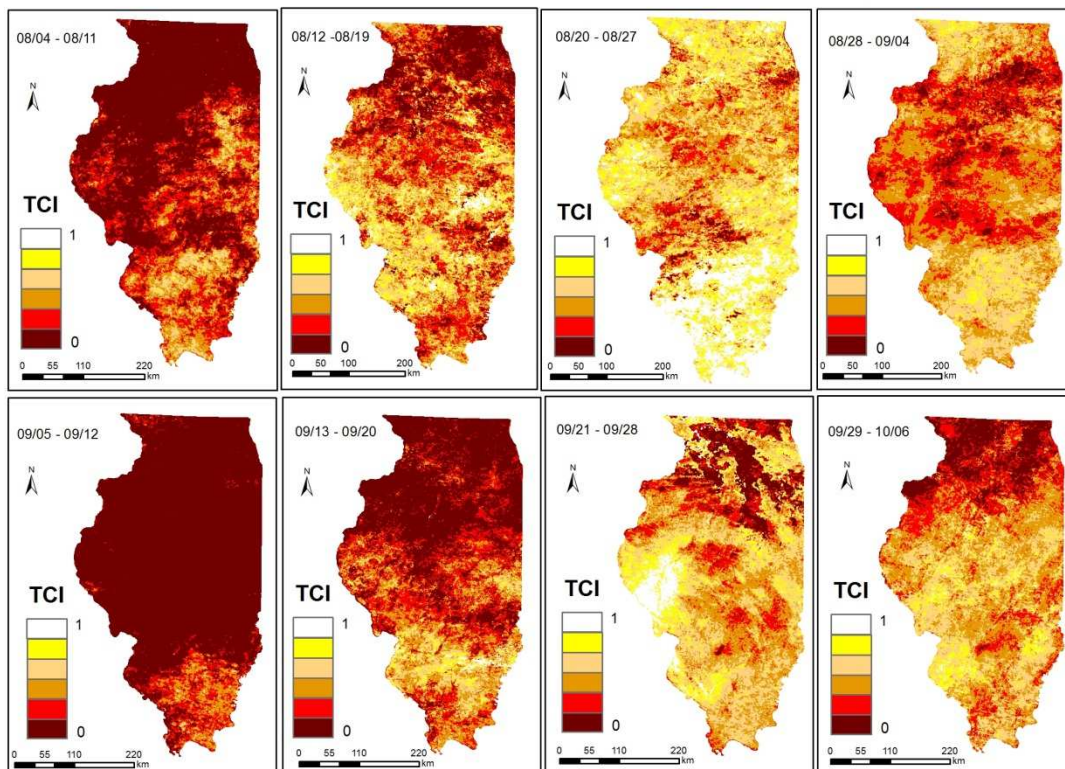 08/04 - 08/11
N
TCI
1
0
0 55 110 220
km
08/12 -08/19
N
TCI
1
0
0 50 100 200
km
08/20 - 08/27
N
TCI
1
0
0 50 100 200
km
08/28 - 09/04
N
TCI
1
0
0 50 100 200
km
09/05 - 09/12
N
TCI
1
0
0 55 110 220
km
09/13 - 09/20
N
TCI
1
0
0 55 110 220
km
09/21 - 09/28
N
TCI
1
0
0 55 110 220
km
09/29 - 10/06
N
TCI
1
0
0 55 110 220
km